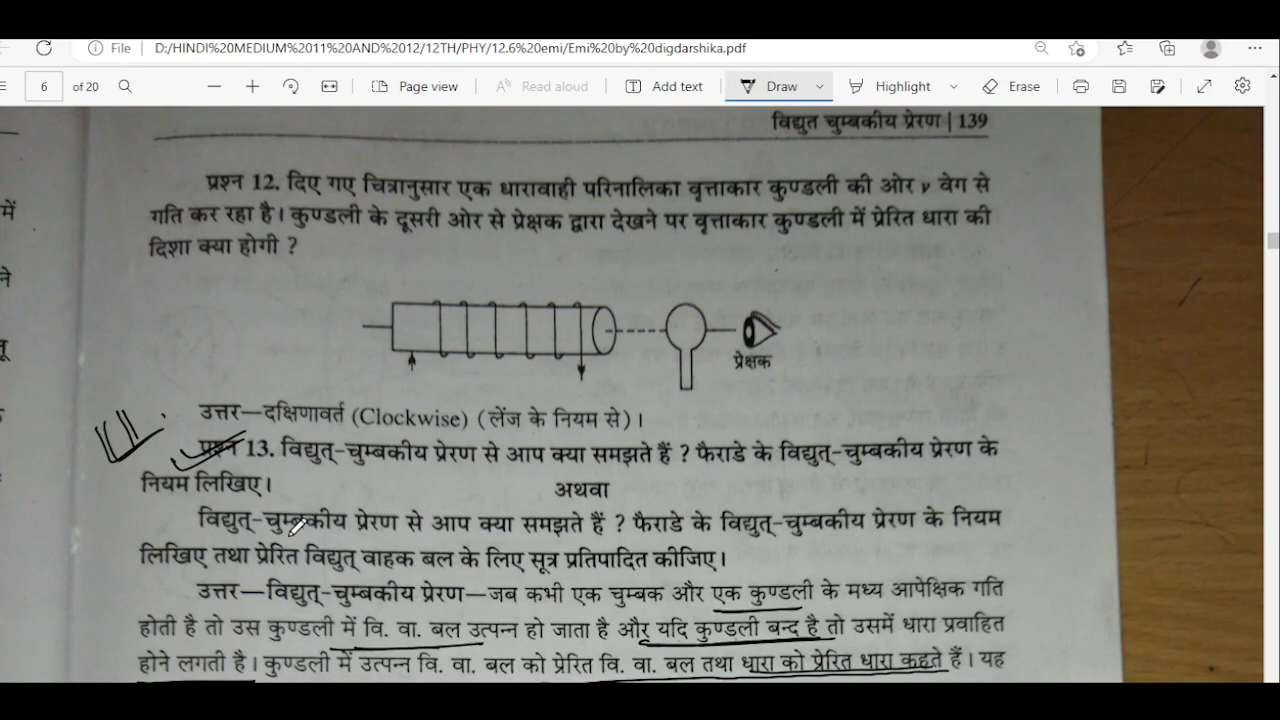 File
D:/HINDI%20MEDIUM%2011%20AND%2012/12TH/PHY/12.6%20emi/Emi%20by%20digdarshika.pdf
6 of 20
Page view
Read aloud
Add text
Draw
Highlight
Erase
विद्युत चुम्बकीय प्रेरण | 139
प्रश्न 12. दिए गए चित्रानुसार एक धारावाही परिनालिका वृत्ताकार कुण्डली की ओर v वेग से
में
गति कर रहा है। कुण्डली के दूसरी ओर से प्रेक्षक द्वारा देखने पर वृत्ताकार कुण्डली में प्रेरित धारा की
दिशा क्या होगी ?
ने
प्रेक्षक
उत्तर—दक्षिणावर्त (Clockwise) (लेंज के नियम से)।
प्रश्न 13. विद्युत्-चुम्बकीय प्रेरण से आप क्या समझते हैं ? फैराडे के विद्युत्-चुम्बकीय प्रेरण के
नियम लिखिए।
अथवा
विद्युत्-चुम्बकीय प्रेरण से आप क्या समझते हैं ? फैराडे के विद्युत्-चुम्बकीय प्रेरण के नियम
लिखिए तथा प्रेरित विद्युत् वाहक बल के लिए सूत्र प्रतिपादित कीजिए।
उत्तर—विद्युत्-चुम्बकीय प्रेरण—जब कभी एक चुम्बक और एक कुण्डली के मध्य आपेक्षिक गति
होती है तो उस कुण्डली में वि. वा. बल उत्पन्न हो जाता है और यदि कुण्डली बन्द है तो उसमें धारा प्रवाहित
होने लगती है। कुण्डली में उत्पन्न वि. वा. बल को प्रेरित वि. वा. बल तथा धारा को प्रेरित धारा कहते हैं। यह